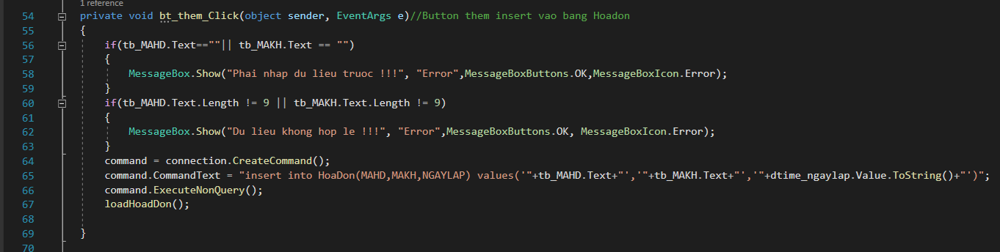 1 reference
54 private void bt_them_Click(object sender, EventArgs e)//Button them insert vao bang Hoadon
55 {
56 if(tb_MAHD.Text==""|| tb_MAKH.Text == "")
57 {
58 MessageBox.Show("Phai nhap du lieu truoc !!!", "Error",MessageBoxButtons.OK,MessageBoxIcon.Error);
59 }
60 if(tb_MAHD.Text.Length != 9 || tb_MAKH.Text.Length != 9)
61 {
62 MessageBox.Show("Du lieu khong hop le !!!", "Error",MessageBoxButtons.OK, MessageBoxIcon.Error);
63 }
64 command = connection.CreateCommand();
65 command.CommandText = "insert into HoaDon(MAHD,MAKH,NGAYLAP) values('"+tb_MAHD.Text+"','"+tb_MAKH.Text+"','"+dtime_ngaylap.Value.ToString()+"')";
66 command.ExecuteNonQuery();
67 loadHoadDon();
68
69 }
70